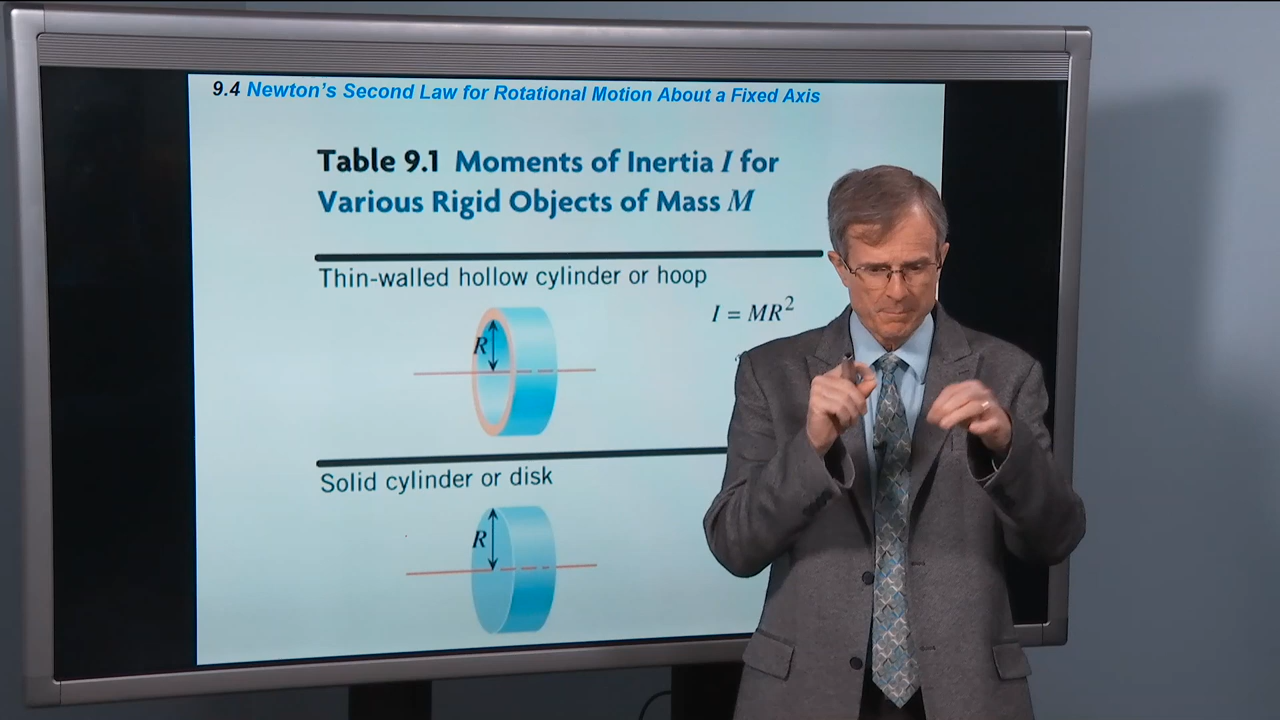 9.4 Newton's Second Law for Rotational Motion About a Fixed Axis
Table 9.1 Moments of Inertia I for
Various Rigid Objects of Mass M
Thin-walled hollow cylinder or hoop
I = MR²
R
Solid cylinder or disk
R